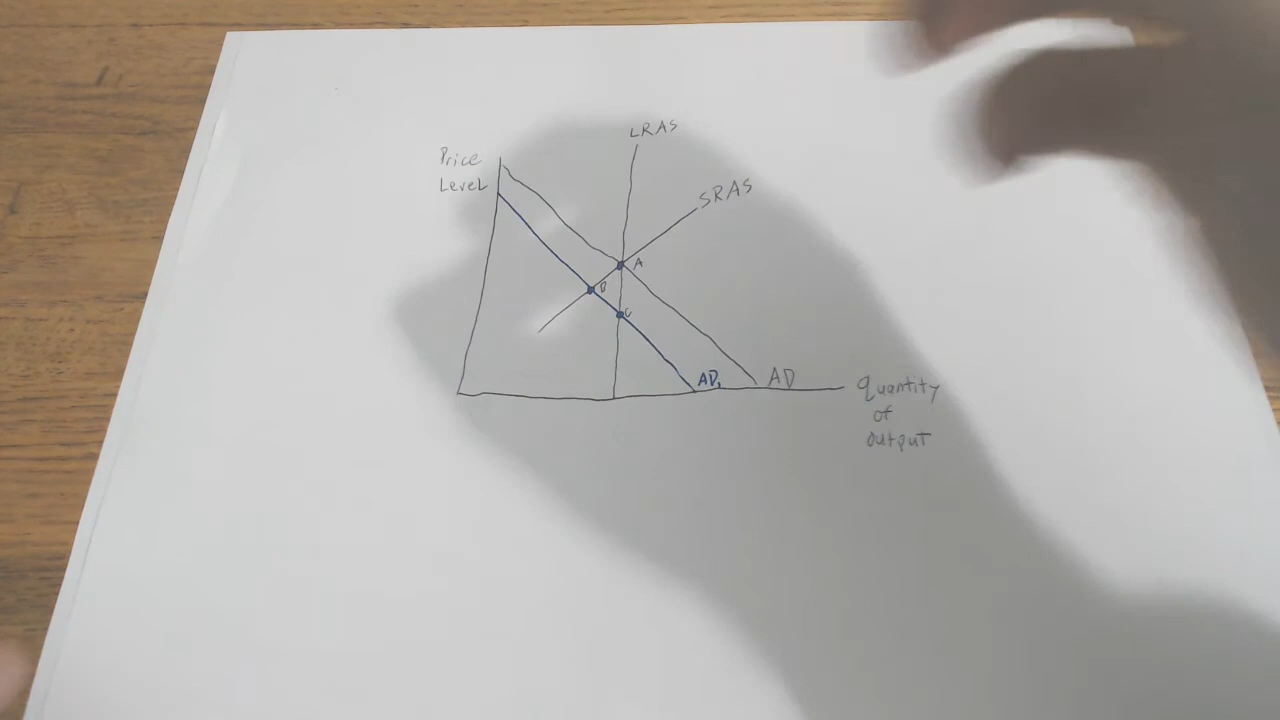 LRAS
Price
Level
SRAS
A
B
C
AD₁
AD
Quantity
of
output